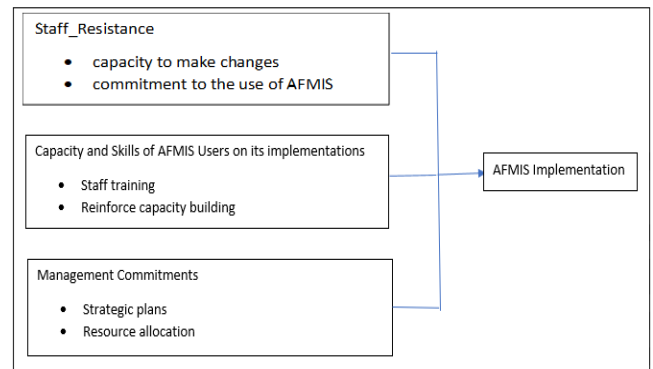 Staff_Resistance
• capacity to make changes
• commitment to the use of AFMIS
Capacity and Skills of AFMIS Users on its implementations
• Staff training
• Reinforce capacity building
AFMIS Implementation
Management Commitments
• Strategic plans
• Resource allocation